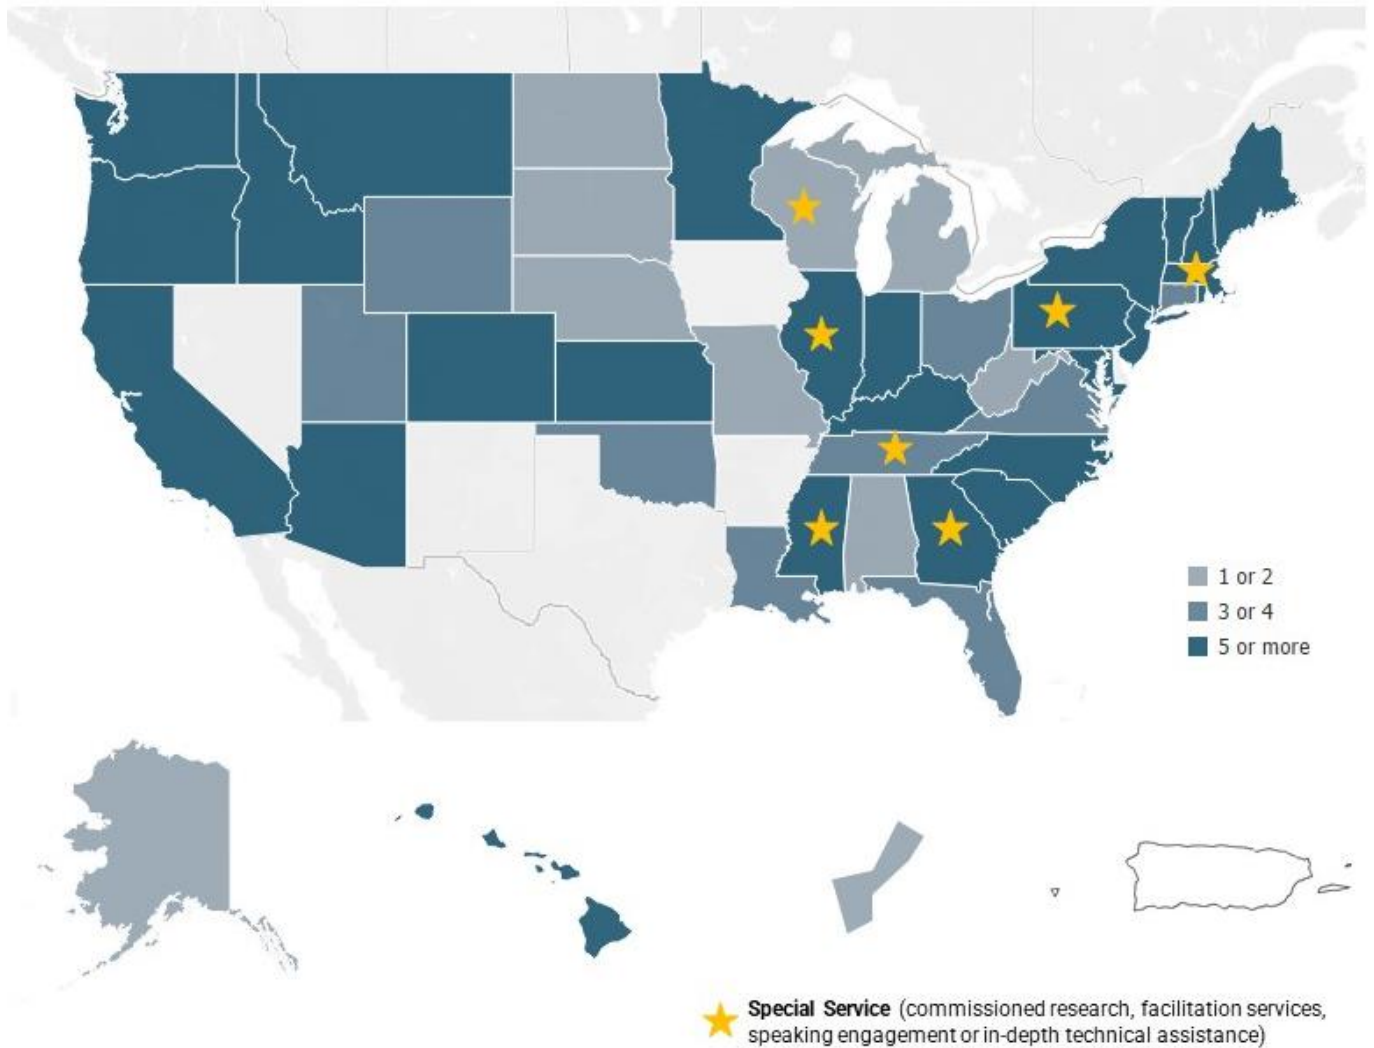 1 or 2
3 or 4
5 or more
Special Service (commissioned research, facilitation services,
speaking engagement or in-depth technical assistance)